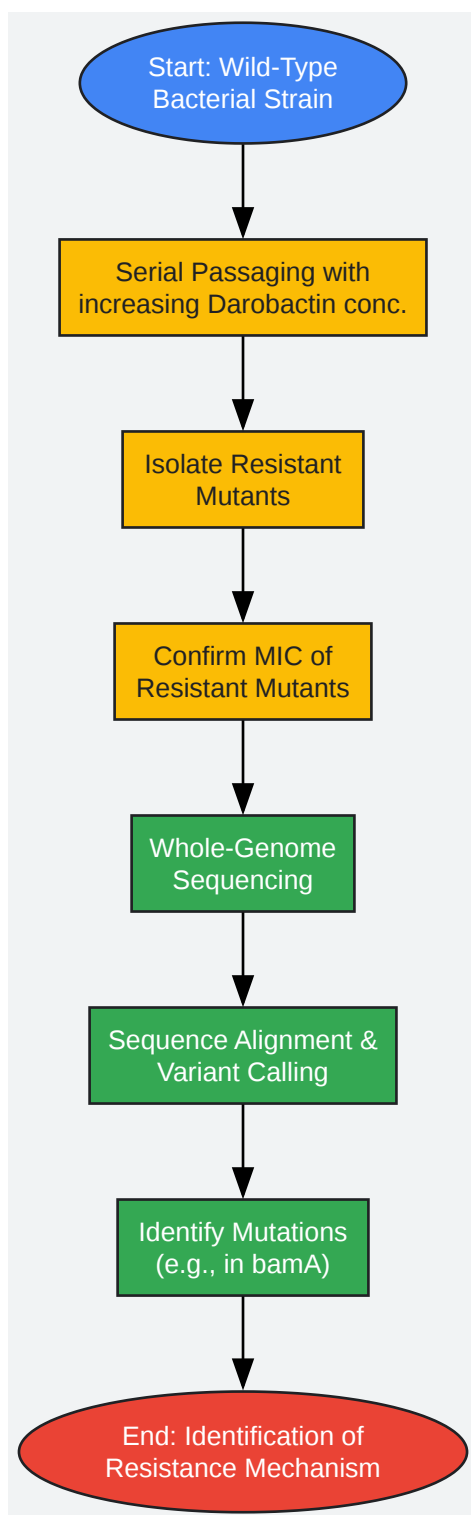 Start: Wild-Type
Bacterial Strain
Serial Passaging with
increasing Darobactin conc.
Isolate Resistant
Mutants
Confirm MIC of
Resistant Mutants
Whole-Genome
Sequencing
Sequence Alignment &
Variant Calling
Identify Mutations
(e.g., in bamA)
End: Identification of
Resistance Mechanism